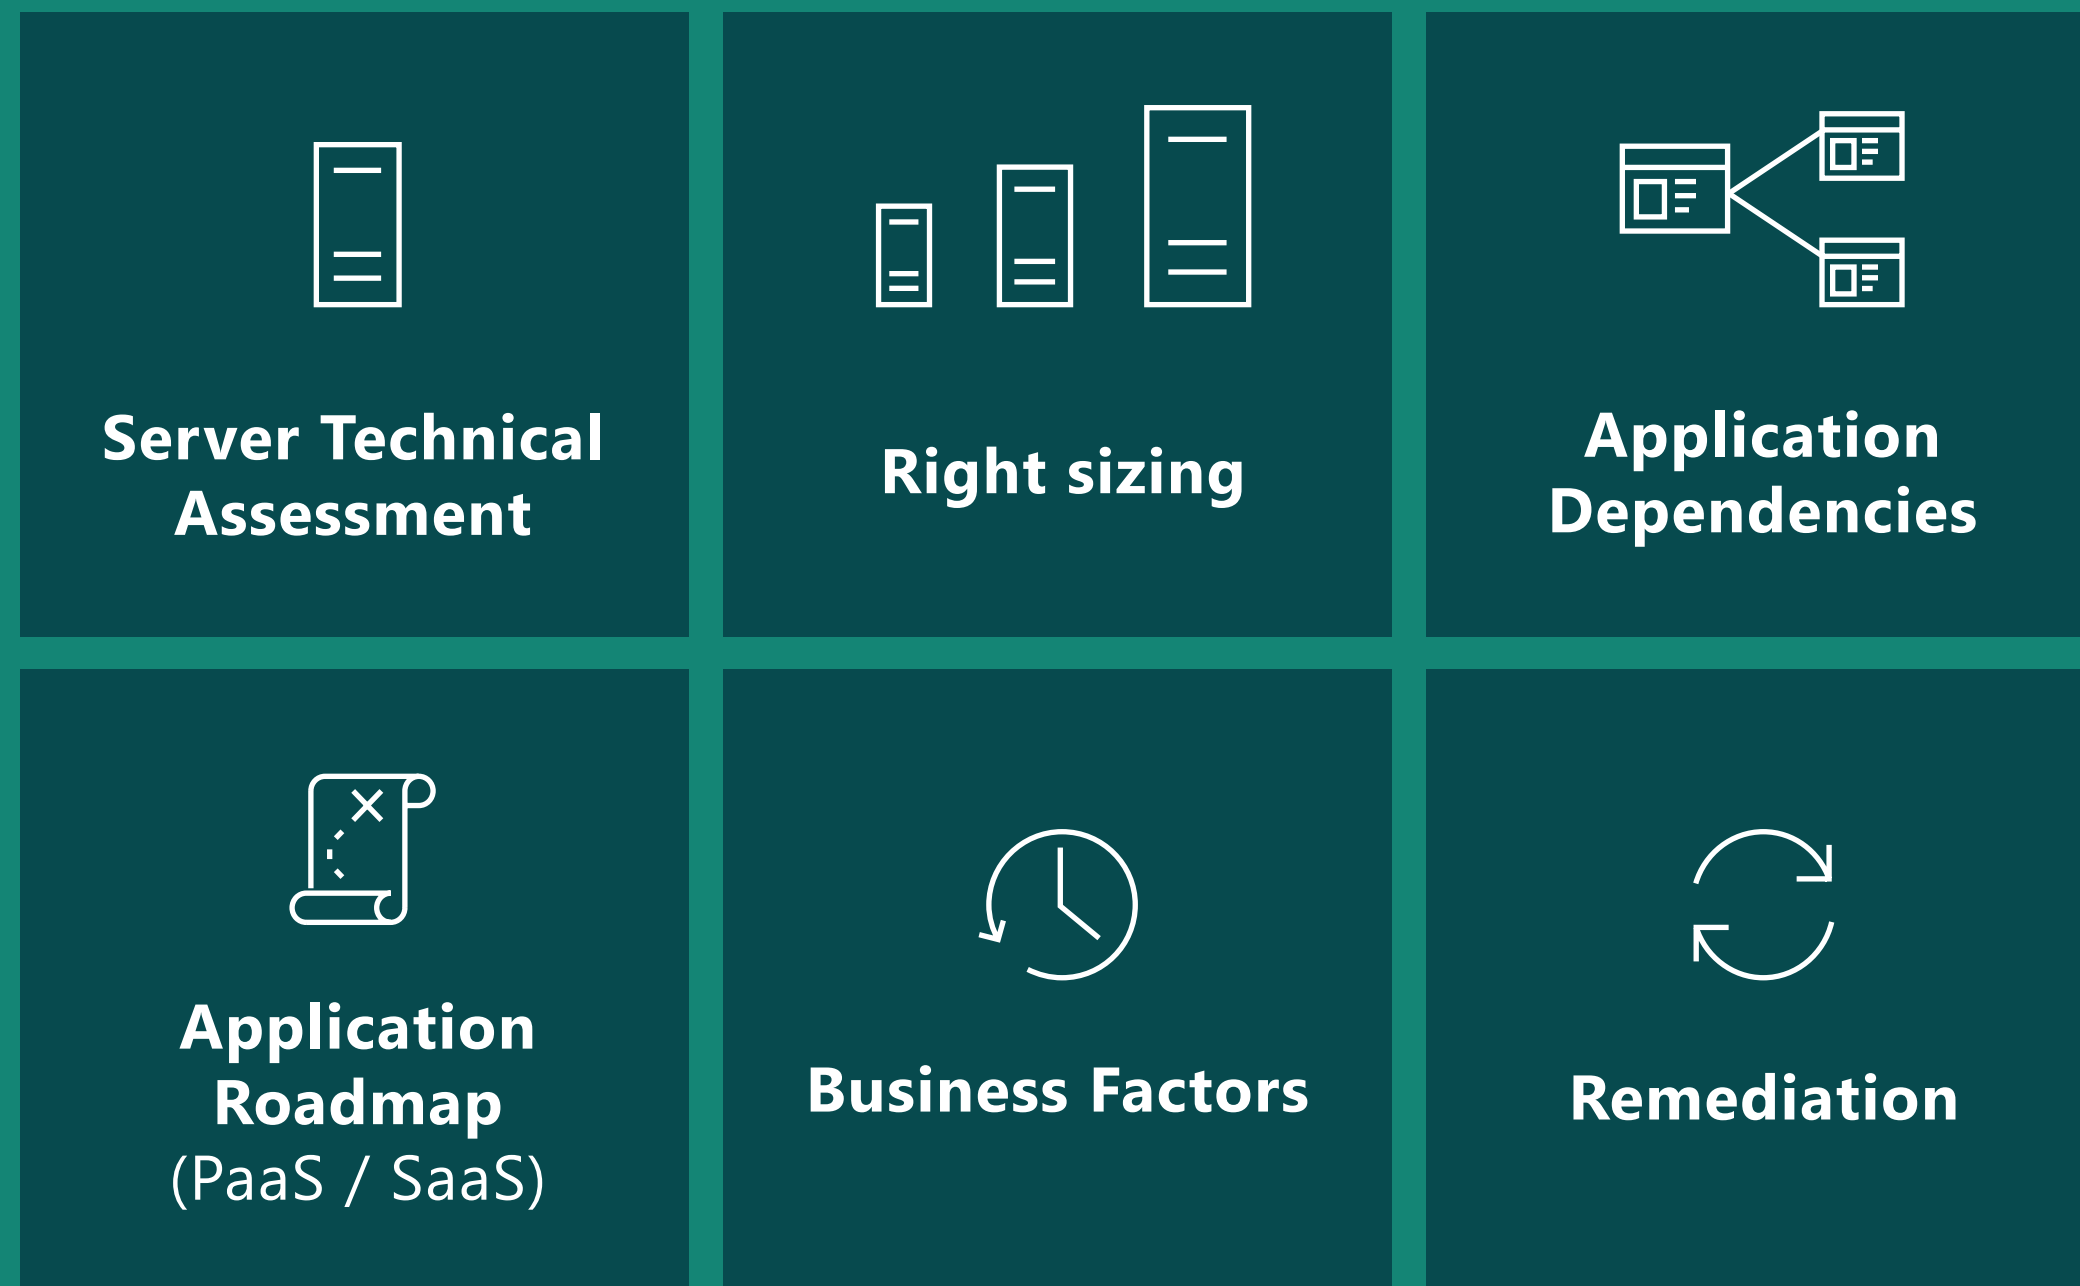 Server Technical
Assessment
Right sizing
Application
Dependencies
Application
Roadmap
(PaaS / SaaS)
Business Factors
Remediation